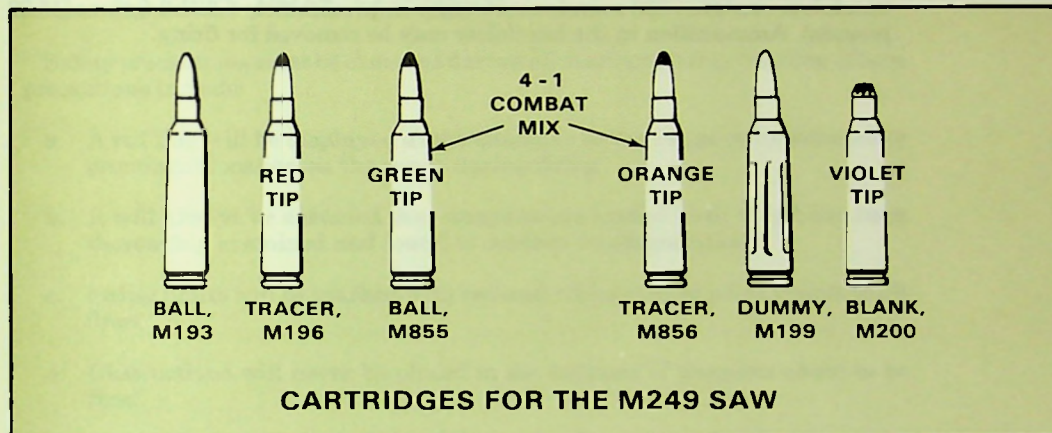 4 - 1
COMBAT
MIX
RED
TIP
GREEN
TIP
ORANGE
TIP
VIOLET
TIP
BALL,
M193
TRACER,
M196
BALL,
M855
TRACER,
M856
DUMMY,
M199
BLANK,
M200
CARTRIDGES FOR THE M249 SAW